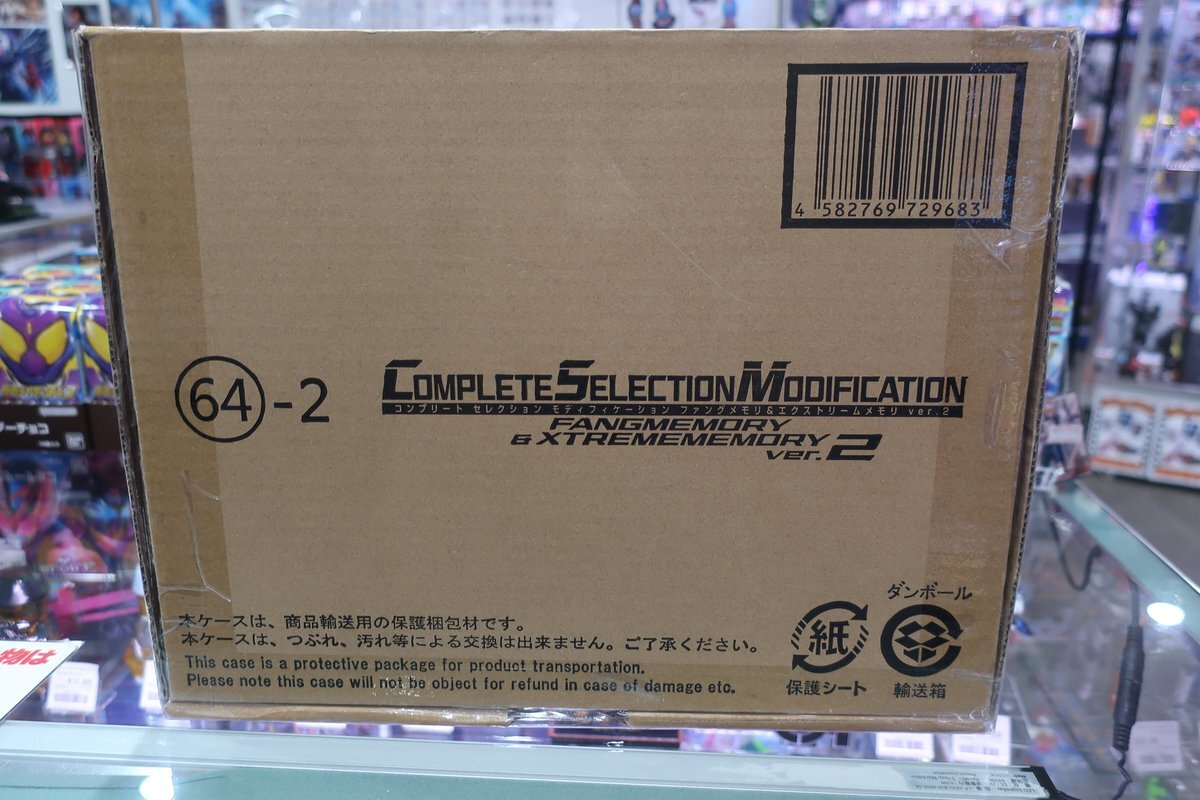 4 582769 729683
64-2
COMPLETE SELECTION MODIFICATION
コンプリート セレクション モディフィケーション ファングメモリ&エクストリームメモリ ver.2
FANGMEMORY
& XTREMEMEMORY
ver.2
本ケースは、商品輸送用の保護梱包材です。
本ケースは、つぶれ、汚れ等による交換は出来ません。ご了承ください。
This case is a protective package for product transportation.
Please note this case will not be object for refund in case of damage etc.
紙
保護シート
ダンボール
輸送箱
物は
チョコ